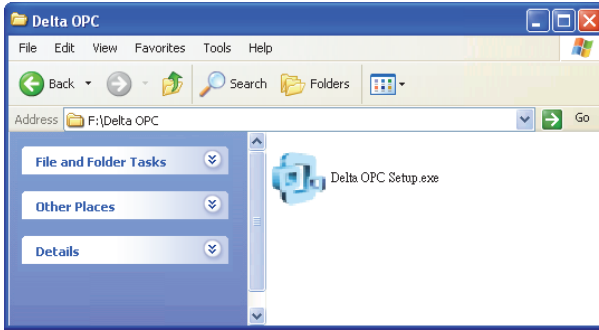 Delta OPC
File Edit View Favorites Tools Help
Back Search Folders
Address F:\Delta OPC Go
File and Folder Tasks
Other Places
Details
Delta OPC Setup.exe